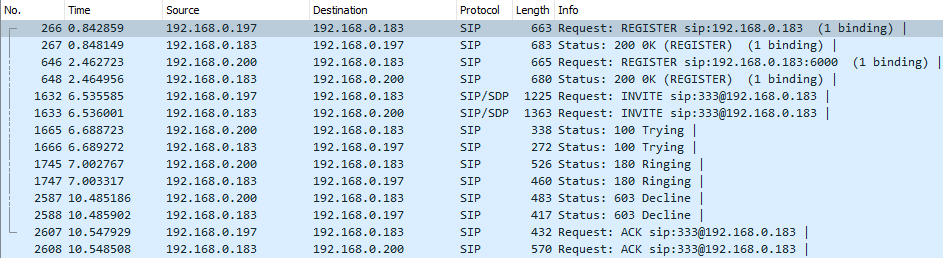 No. Time Source Destination Protocol Length Info
266 0.842859 192.168.0.197 192.168.0.183 SIP 663 Request: REGISTER sip:192.168.0.183 (1 binding) |
267 0.848149 192.168.0.183 192.168.0.197 SIP 683 Status: 200 OK (REGISTER) (1 binding) |
646 2.462723 192.168.0.200 192.168.0.183 SIP 665 Request: REGISTER sip:192.168.0.183:6000 (1 binding) |
648 2.464956 192.168.0.183 192.168.0.200 SIP 680 Status: 200 OK (REGISTER) (1 binding) |
1632 6.535585 192.168.0.197 192.168.0.183 SIP/SDP 1225 Request: INVITE sip:333@192.168.0.183 |
1633 6.536001 192.168.0.183 192.168.0.200 SIP/SDP 1363 Request: INVITE sip:333@192.168.0.183 |
1665 6.688723 192.168.0.200 192.168.0.183 SIP 338 Status: 100 Trying |
1666 6.689272 192.168.0.183 192.168.0.197 SIP 272 Status: 100 Trying |
1745 7.002767 192.168.0.200 192.168.0.183 SIP 526 Status: 180 Ringing |
1747 7.003317 192.168.0.183 192.168.0.197 SIP 460 Status: 180 Ringing |
2587 10.485186 192.168.0.200 192.168.0.183 SIP 483 Status: 603 Decline |
2588 10.485902 192.168.0.183 192.168.0.197 SIP 417 Status: 603 Decline |
2607 10.547929 192.168.0.197 192.168.0.183 SIP 432 Request: ACK sip:333@192.168.0.183 |
2608 10.548508 192.168.0.183 192.168.0.200 SIP 570 Request: ACK sip:333@192.168.0.183 |